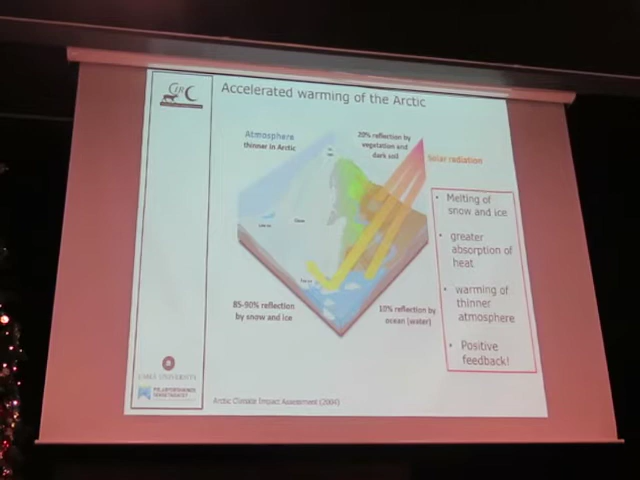 Accelerated warming of the Arctic
Atmosphere
thinner in Arctic
20% reflection by
vegetation and
dark soil
Solar radiation
• Melting of
snow and ice
• greater
absorption of
heat
• warming of
thinner
atmosphere
• Positive
feedback!
85-90% reflection
by snow and ice
10% reflection by
ocean (water)
UMEÅ UNIVERSITY
Arctic Climate Impact Assessment (2004)